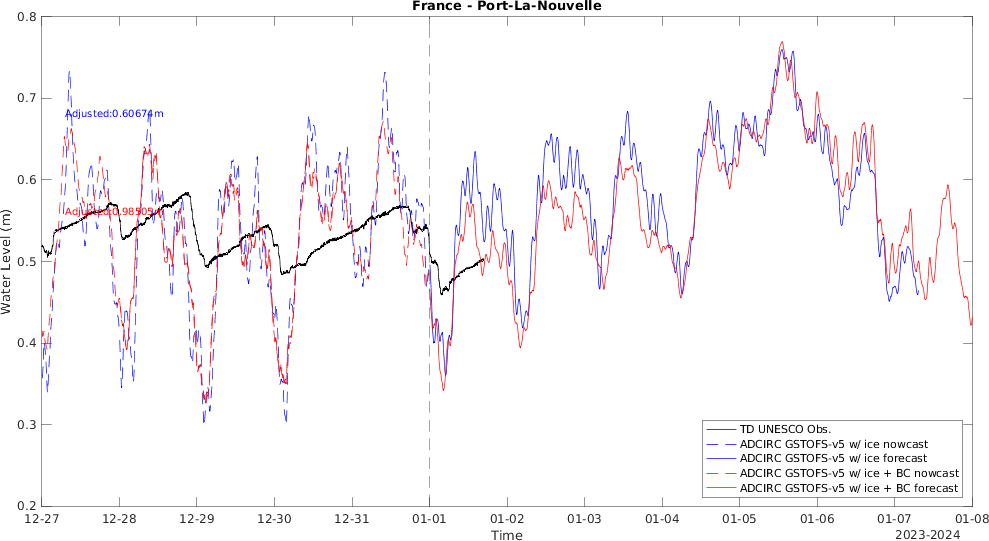 France - Port-La-Nouvelle
0.8
0.7
0.6
0.5
0.4
0.3
0.2
Water Level (m)
Adjusted:0.60674m
TD UNESCO Obs.
ADCIRC GSTOFS-v5 w/ ice nowcast
ADCIRC GSTOFS-v5 w/ ice forecast
ADCIRC GSTOFS-v5 w/ ice + BC nowcast
ADCIRC GSTOFS-v5 w/ ice + BC forecast
12-27 12-28 12-29 12-30 12-31 01-01 01-02 01-03 01-04 01-05 01-06 01-07 01-08
Time
2023-2024